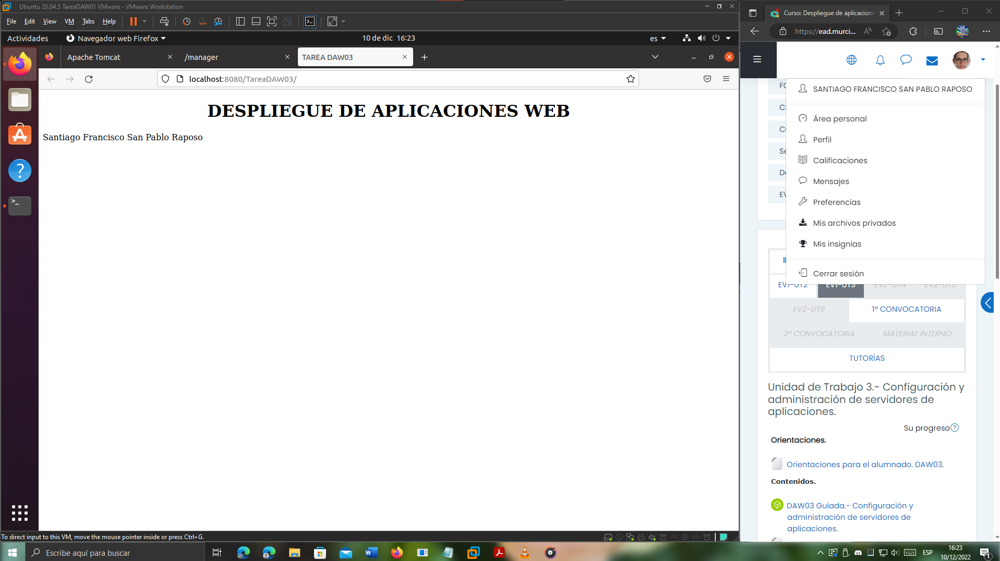 Ubuntu 20.04.5 TareaDAW01 VMware - VMware Workstation
File Edit View VM Tabs Help
Actividades Navegador web Firefox 10 de dic 16:23 es
Apache Tomcat /manager TAREA DAW03
localhost:8080/TareaDAW03/
DESPLIEGUE DE APLICACIONES WEB
Santiago Francisco San Pablo Raposo
To direct input to this VM, move the mouse pointer inside or press Ctrl+G.
Curso: Despliegue de aplicacione
https://ead.murci...
SANTIAGO FRANCISCO SAN PABLO RAPOSO
Área personal
Perfil
Calificaciones
Mensajes
Preferencias
Mis archivos privados
Mis insignias
Cerrar sesión
EV1-UT2 EV1-UT3 EV2-UT4 EV2-UT5
EV2-UT6 1ª CONVOCATORIA
2ª CONVOCATORIA MATERIAL INTERNO
TUTORÍAS
Unidad de Trabajo 3.- Configuración y
administración de servidores de
aplicaciones.
Su progreso
Orientaciones.
Orientaciones para el alumnado. DAW03.
Contenidos.
DAW03 Guiada.- Configuración y
administración de servidores de
aplicaciones.
Escribe aquí para buscar
ESP 16:23
10/12/2022 1